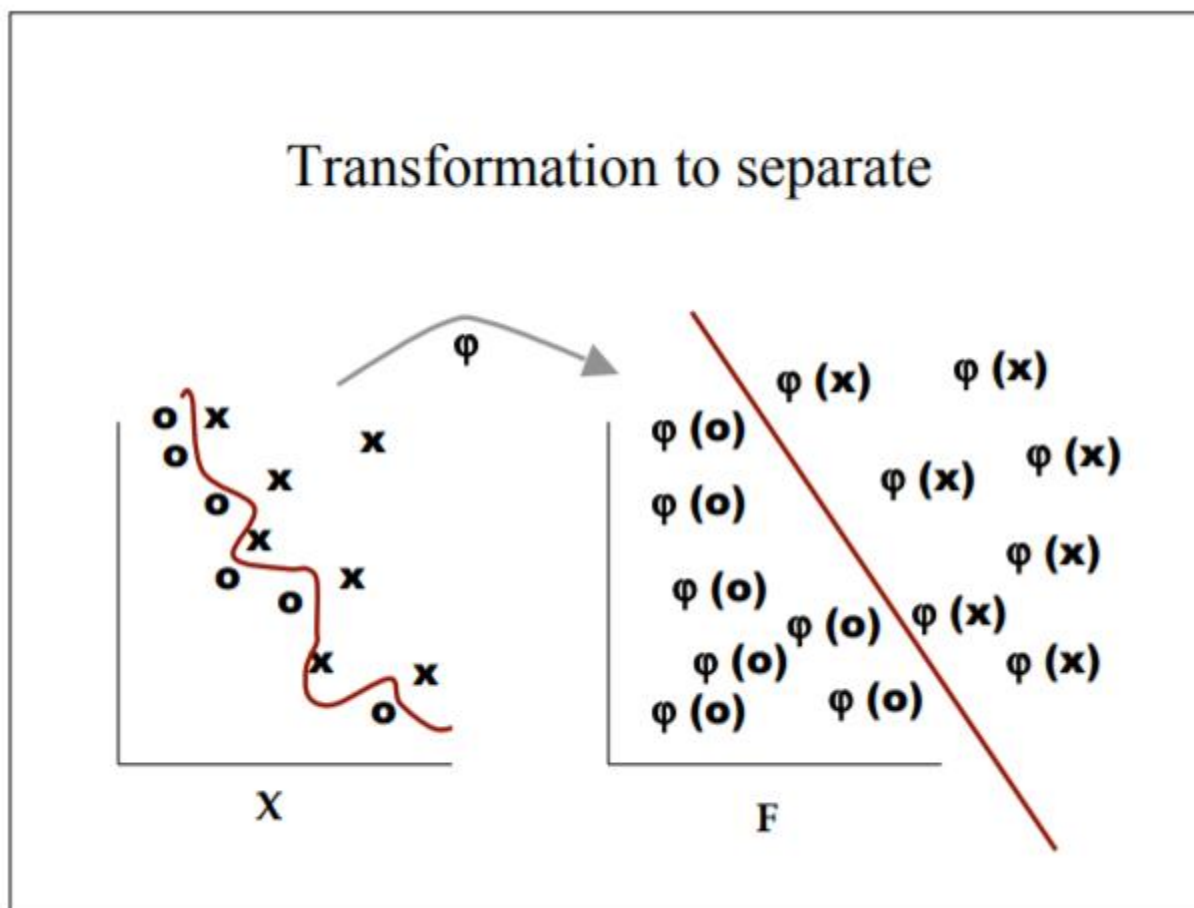 Transformation to separate
φ
o x
x
o
x
o
x
o
x
o
x
x
o
X
φ (x)
φ (x)
φ (o)
φ (x)
φ (x)
φ (o)
φ (x)
φ (o)
φ (x)
φ (o)
φ (o)
φ (x)
φ (o)
φ (o)
F